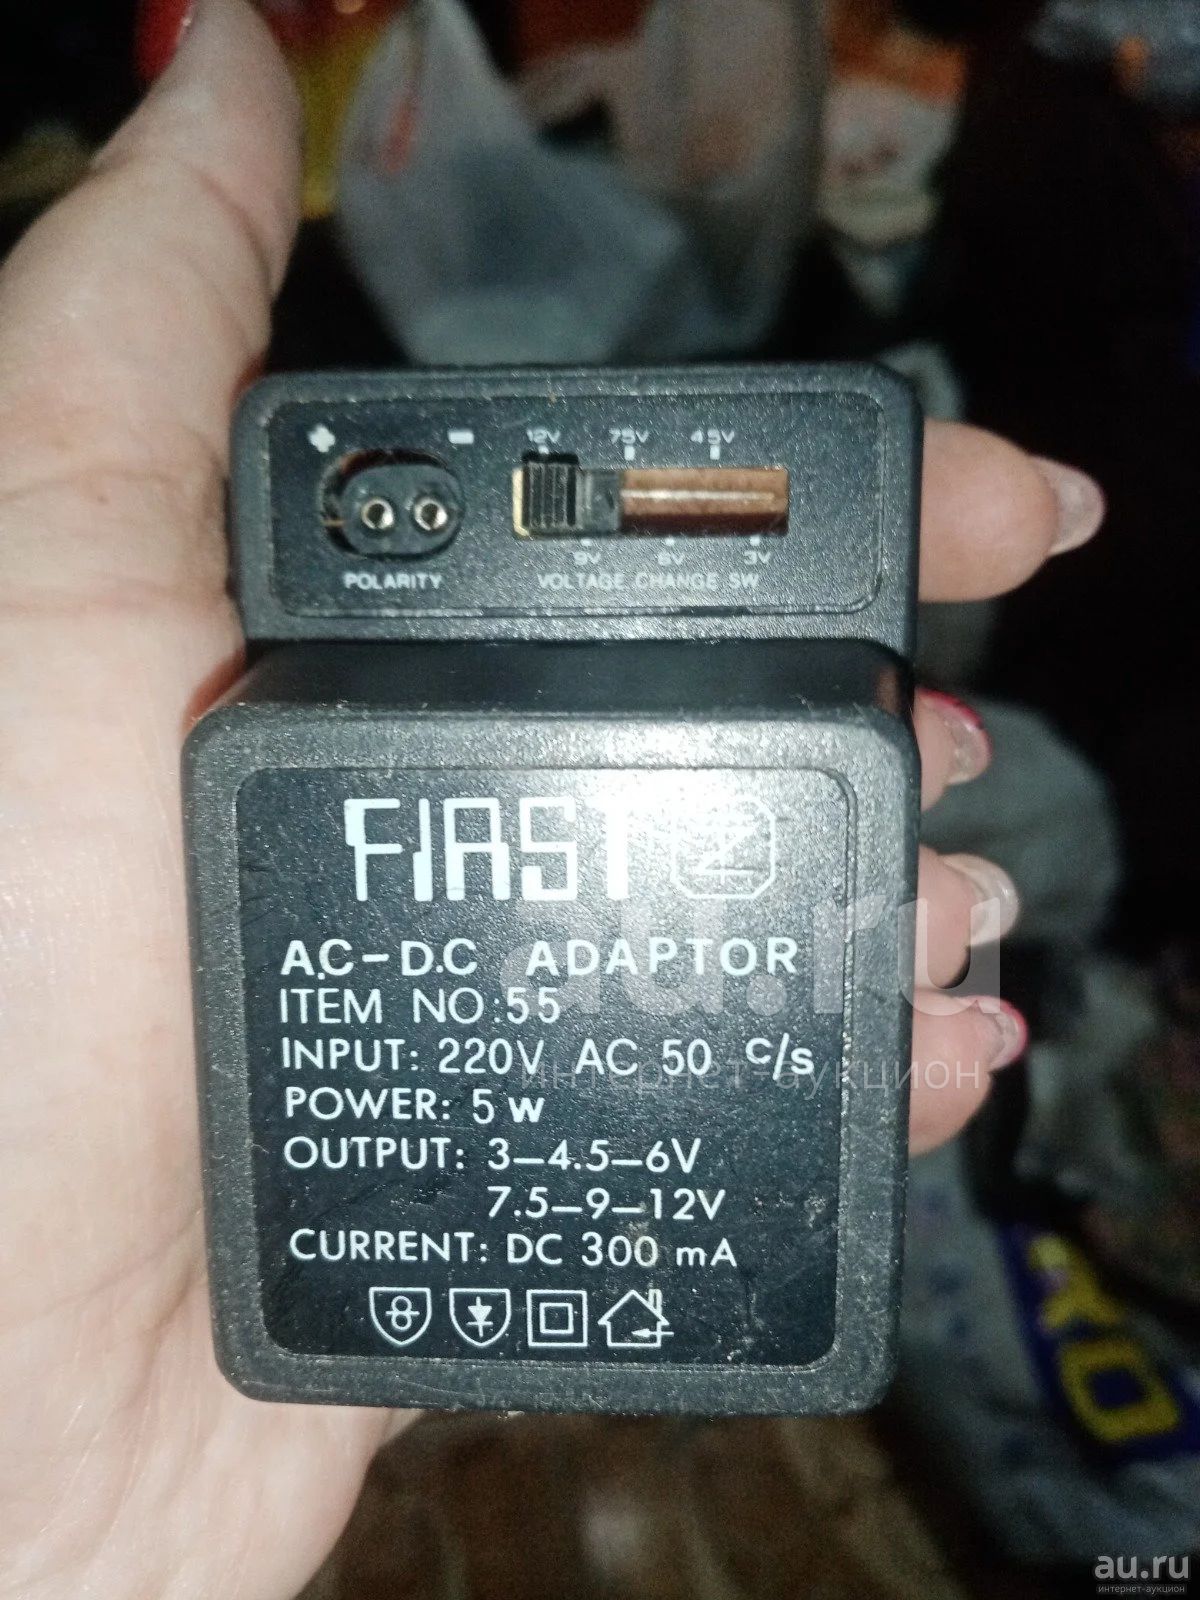 12V 7.5V 4.5V
POLARITY
9V 6V 3V
VOLTAGE CHANGE SW
FIRST
A.C-D.C ADAPTOR
ITEM NO:55
INPUT: 220V AC 50 c/s
POWER: 5 W
OUTPUT: 3-4.5-6V
7.5-9-12V
CURRENT: DC 300 mA
au.ru
интернет-аукцион
au.ru
интернет-аукцион